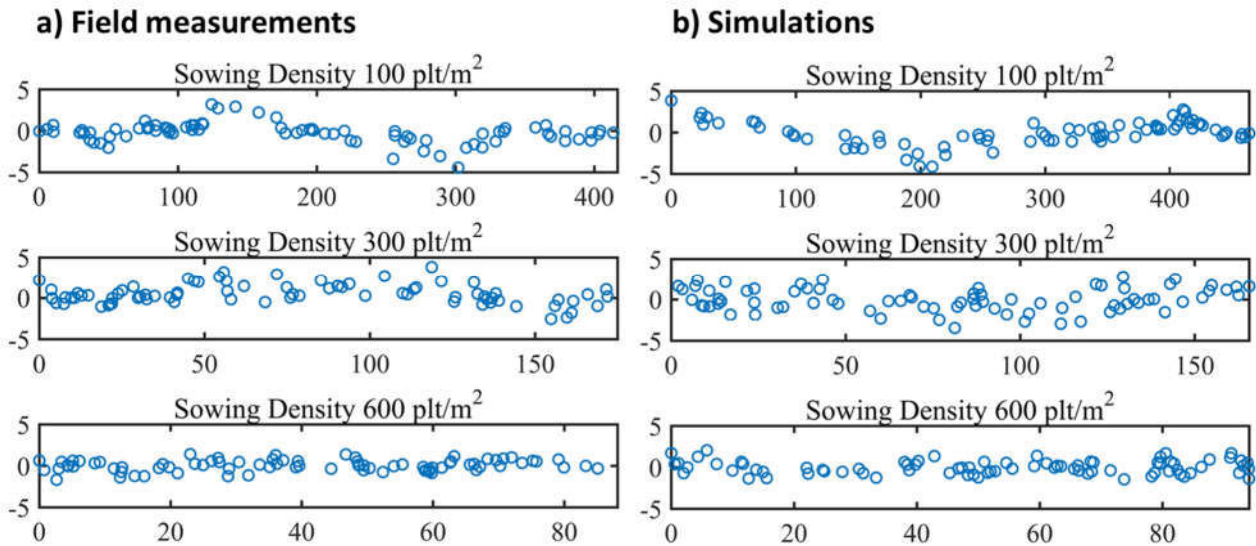 a) Field measurements
Sowing Density 100 plt/m²
5
0
-5
0 100 200 300 400
Sowing Density 300 plt/m²
5
0
-5
0 50 100 150
Sowing Density 600 plt/m²
5
0
-5
0 20 40 60 80
b) Simulations
Sowing Density 100 plt/m²
5
0
-5
0 100 200 300 400
Sowing Density 300 plt/m²
5
0
-5
0 50 100 150
Sowing Density 600 plt/m²
5
0
-5
0 20 40 60 80